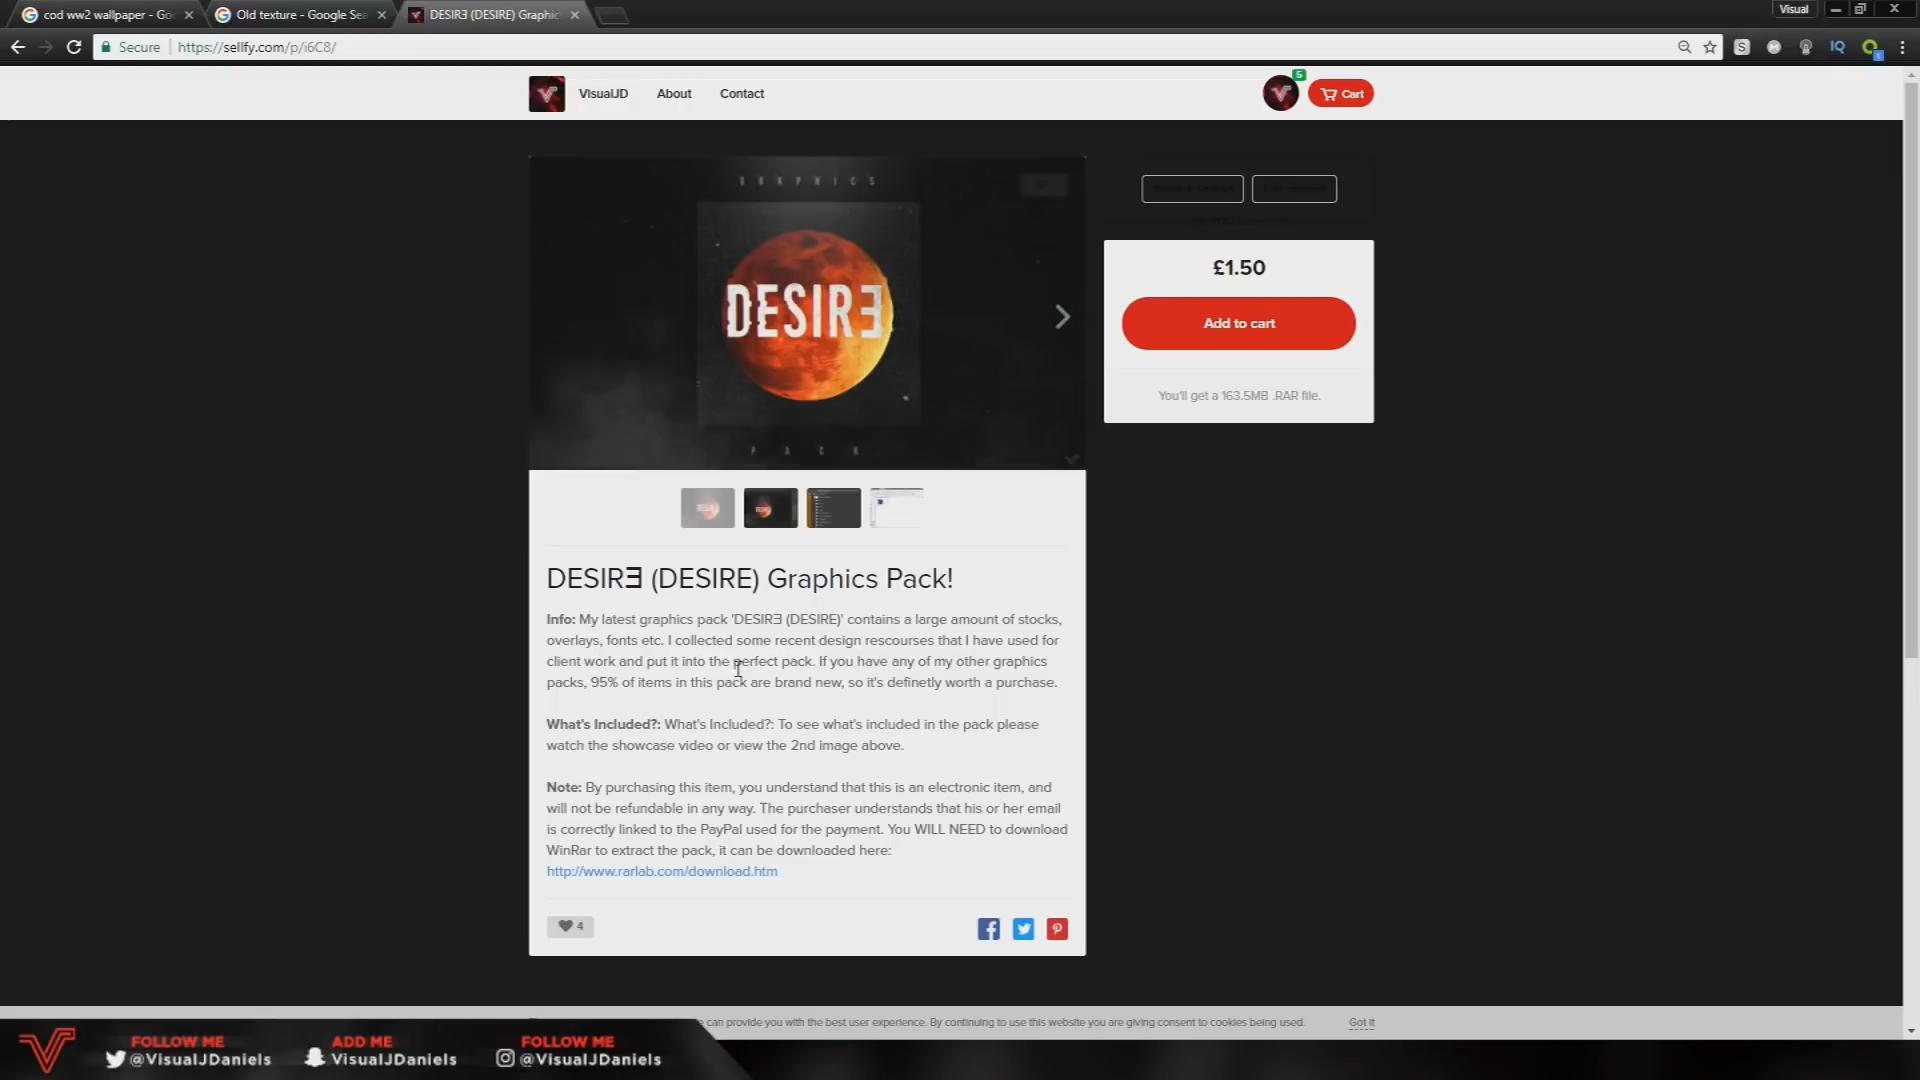 cod ww2 wallpaper - Go
Old texture - Google Sea
DESIRƎ (DESIRE) Graphic
Visual
Secure
https://sellfy.com/p/i6C8/
S
IQ
1
VisualJD
About
Contact
5
Cart
GRAPHICS
DESIRƎ
PACK
£1.50
Add to cart
You'll get a 163.5MB .RAR file.
DESIRƎ (DESIRE) Graphics Pack!
Info: My latest graphics pack 'DESIRƎ (DESIRE)' contains a large amount of stocks,
overlays, fonts etc. I collected some recent design rescourses that I have used for
client work and put it into the perfect pack. If you have any of my other graphics
packs, 95% of items in this pack are brand new, so it's definetly worth a purchase.
What's Included?: What's Included?: To see what's included in the pack please
watch the showcase video or view the 2nd image above.
Note: By purchasing this item, you understand that this is an electronic item, and
will not be refundable in any way. The purchaser understands that his or her email
is correctly linked to the PayPal used for the payment. You WILL NEED to download
WinRar to extract the pack, it can be downloaded here:
http://www.rarlab.com/download.htm
4
can provide you with the best user experience. By continuing to use this website you are giving consent to cookies being used.
Got it
FOLLOW ME
@VisualJDaniels
ADD ME
VisualJDaniels
FOLLOW ME
@VisualJDaniels